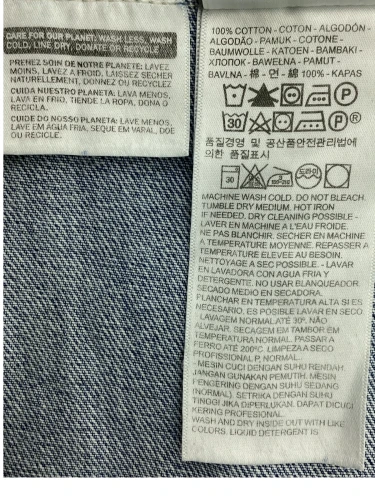 CARE FOR OUR PLANET: WASH LESS, WASH
COLD, LINE DRY, DONATE OR RECYCLE
PRENEZ SOIN DE NOTRE PLANÈTE: LAVEZ
MOINS, LAVEZ A FROID, LAISSEZ SÉCHER
NATURELLEMENT, DONNEZ OU RECYCLEZ
CUIDA NUESTRO PLANETA: LAVA MENOS,
LAVA EN FRIO, TIENDE LA ROPA, DONA O
RECICLA.
CUIDE DO NOSSO PLANETA: LAVE MENOS,
LAVE EM AGUA FRIA, SEQUE EM VARAL, DOE
OU RECICLE.
100% COTTON - COTON - ALGODÓN -
ALGODÃO - PAMUK - COTONE -
BAUMWOLLE - KATOEN - BAMBAKI -
ХЛОПОК - BAWEŁNA - PAMUT -
BAVLNA - 棉 - 면 - 綿 100% - KAPAS
P
30 P
품질경영 및 공산품안전관리법에
의한 품질표시
30
MACHINE WASH COLD. DO NOT BLEACH.
TUMBLE DRY MEDIUM. HOT IRON
IF NEEDED. DRY CLEANING POSSIBLE -
LAVER EN MACHINE A L'EAU FROIDE.
NE PAS BLANCHIR. SECHER EN MACHINE
A TEMPERATURE MOYENNE. REPASSER A
TEMPERATURE ELEVEE AU BESOIN.
NETTOYAGE A SEC POSSIBLE. - LAVAR
EN LAVADORA CON AGUA FRIA Y
DETERGENTE. NO USAR BLANQUEADOR.
SECADO MEDIO EN SECADORA.
PLANCHAR EN TEMPERATURA ALTA SI ES
NECESARIO. ES POSIBLE LAVAR EN SECO.
- LAVAGEM NORMAL ATÉ 30º. NÃO
ALVEJAR. SECAGEM EM TAMBOR EM
TEMPERATURA NORMAL. PASSAR A
FERRO ATÉ 200ºC. LIMPEZA A SECO
PROFISSIONAL P, NORMAL.
- MESIN CUCI DENGAN SUHU RENDAH.
JANGAN GUNAKAN PEMUTIH. MESIN
PENGERING DENGAN SUHU SEDANG
(NORMAL). SETRIKA DENGAN SUHU
TINGGI JIKA DIPERLUKAN. DAPAT DICUCI
KERING PROFESIONAL
WASH AND DRY INSIDE OUT WITH LIKE
COLORS. LIQUID DETERGENT IS